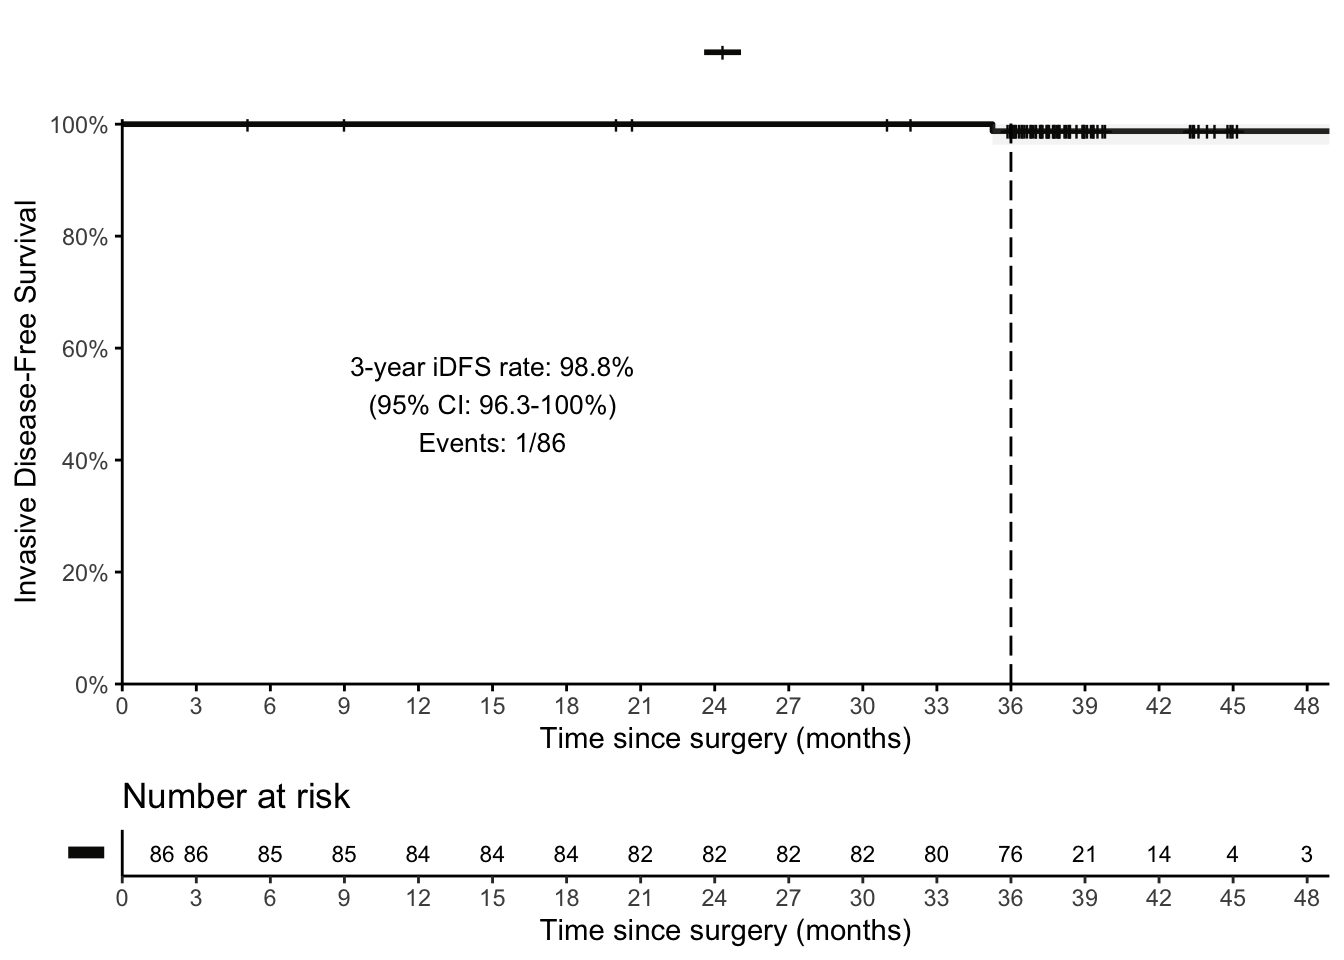 100%
80%
60%
40%
20%
0%
Invasive Disease-Free Survival
3-year iDFS rate: 98.8%
(95% CI: 96.3-100%)
Events: 1/86
0 3 6 9 12 15 18 21 24 27 30 33 36 39 42 45 48
Time since surgery (months)
Number at risk
86 86 85 85 84 84 84 82 82 82 82 80 76 21 14 4 3
0 3 6 9 12 15 18 21 24 27 30 33 36 39 42 45 48
Time since surgery (months)